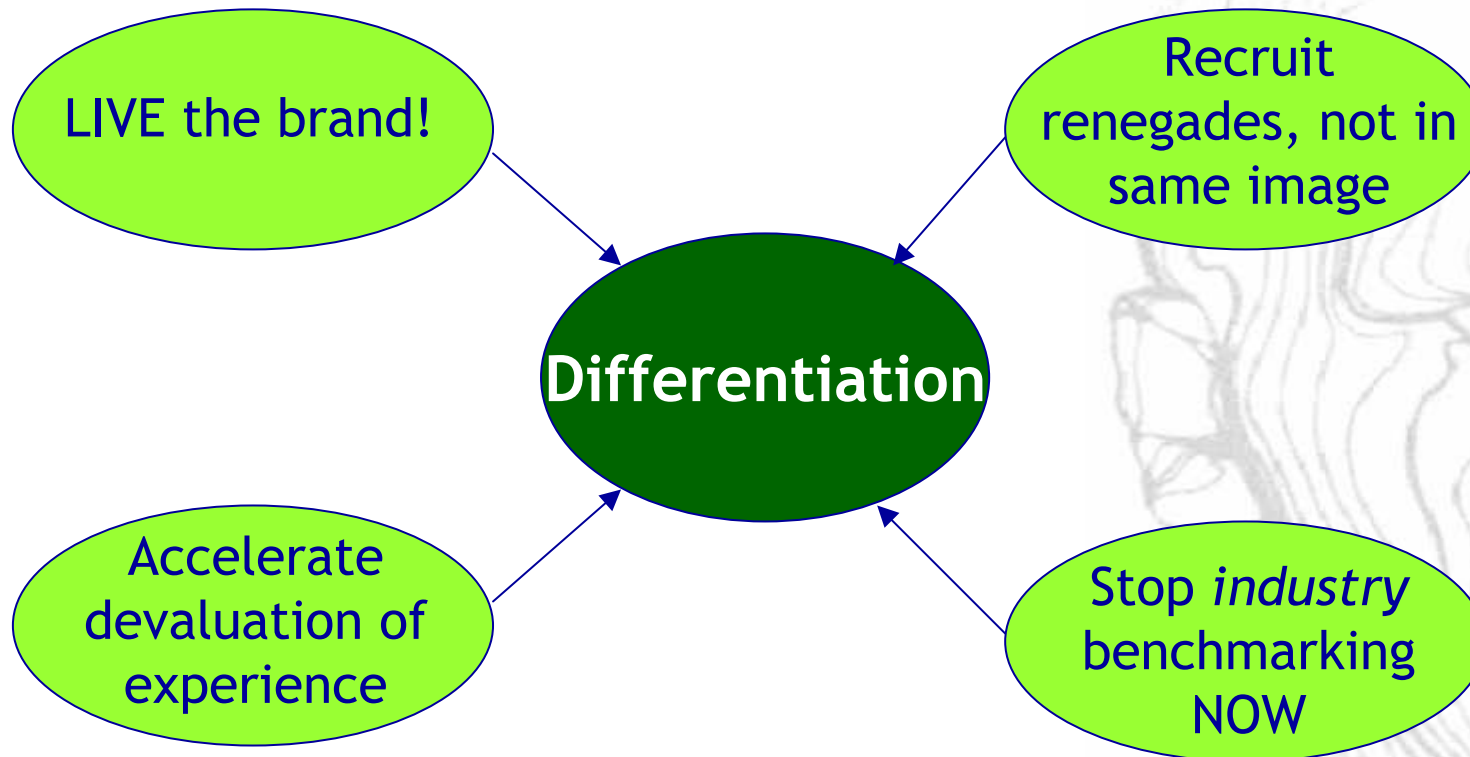 LIVE the brand!
Recruit
renegades, not in
same image
Differentiation
Accelerate
devaluation of
experience
Stop industry
benchmarking
NOW